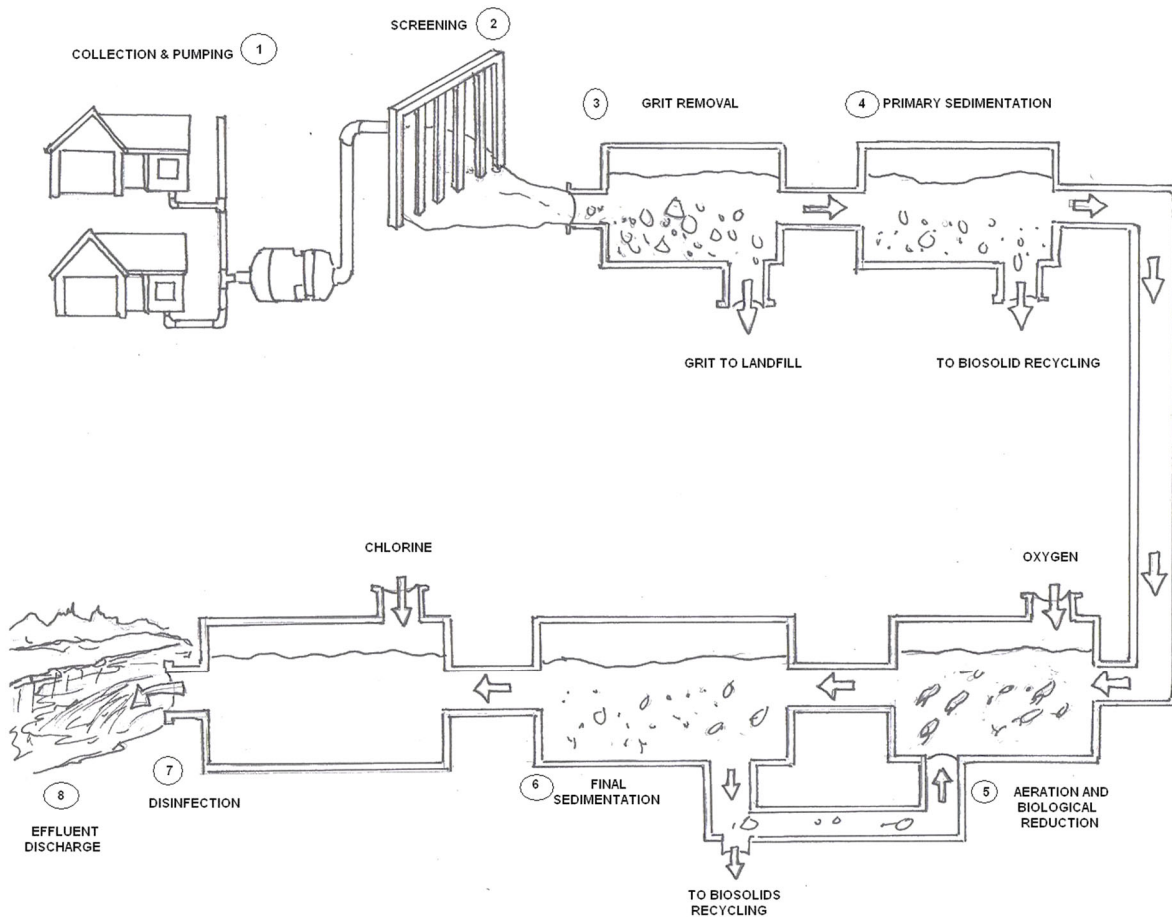 COLLECTION & PUMPING 1
SCREENING 2
3 GRIT REMOVAL
4 PRIMARY SEDIMENTATION
GRIT TO LANDFILL
TO BIOSOLID RECYCLING
OXYGEN
5 AERATION AND
BIOLOGICAL
REDUCTION
6 FINAL
SEDIMENTATION
TO BIOSOLIDS
RECYCLING
CHLORINE
7
DISINFECTION
8
EFFLUENT
DISCHARGE